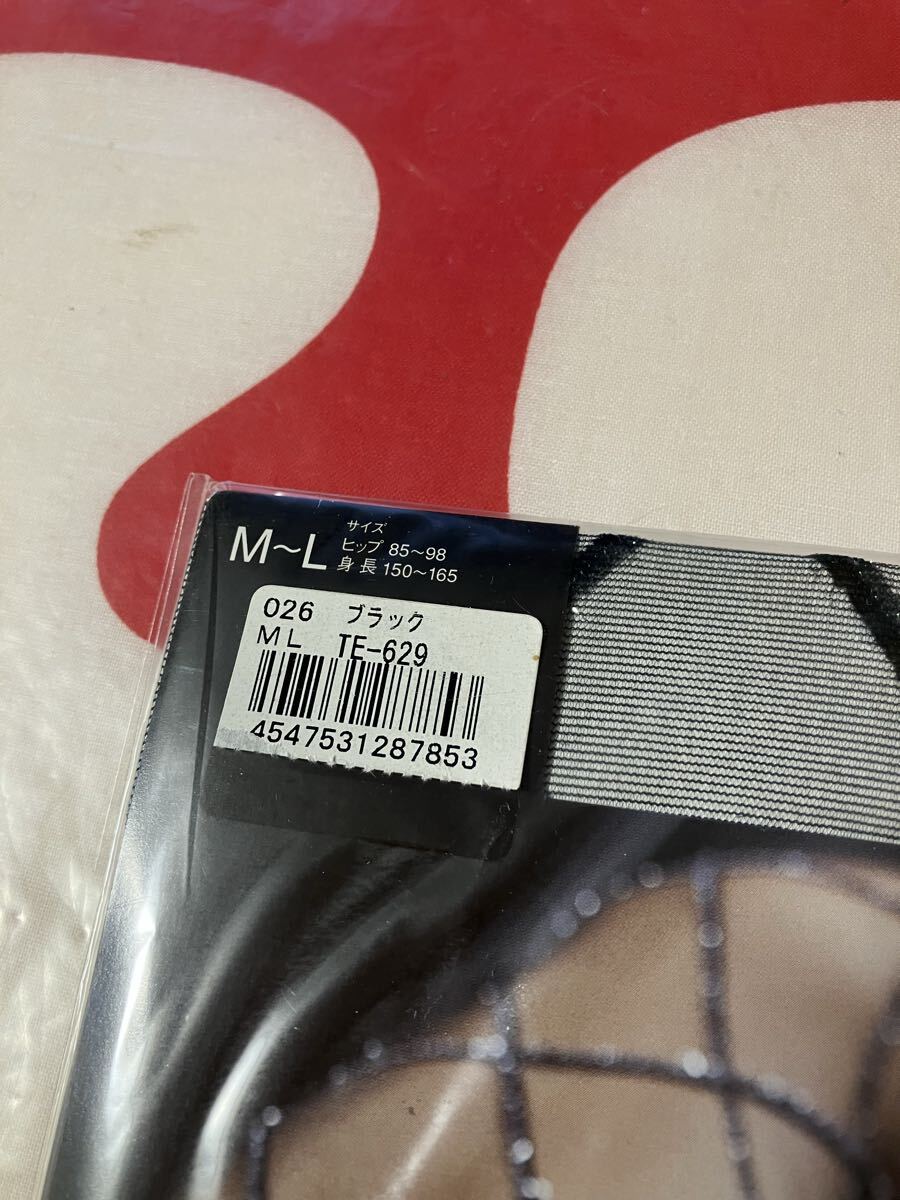 M~L
サイズ
ヒップ 85~98
身長 150~165
026 ブラック
ML TE-629
4547531287853